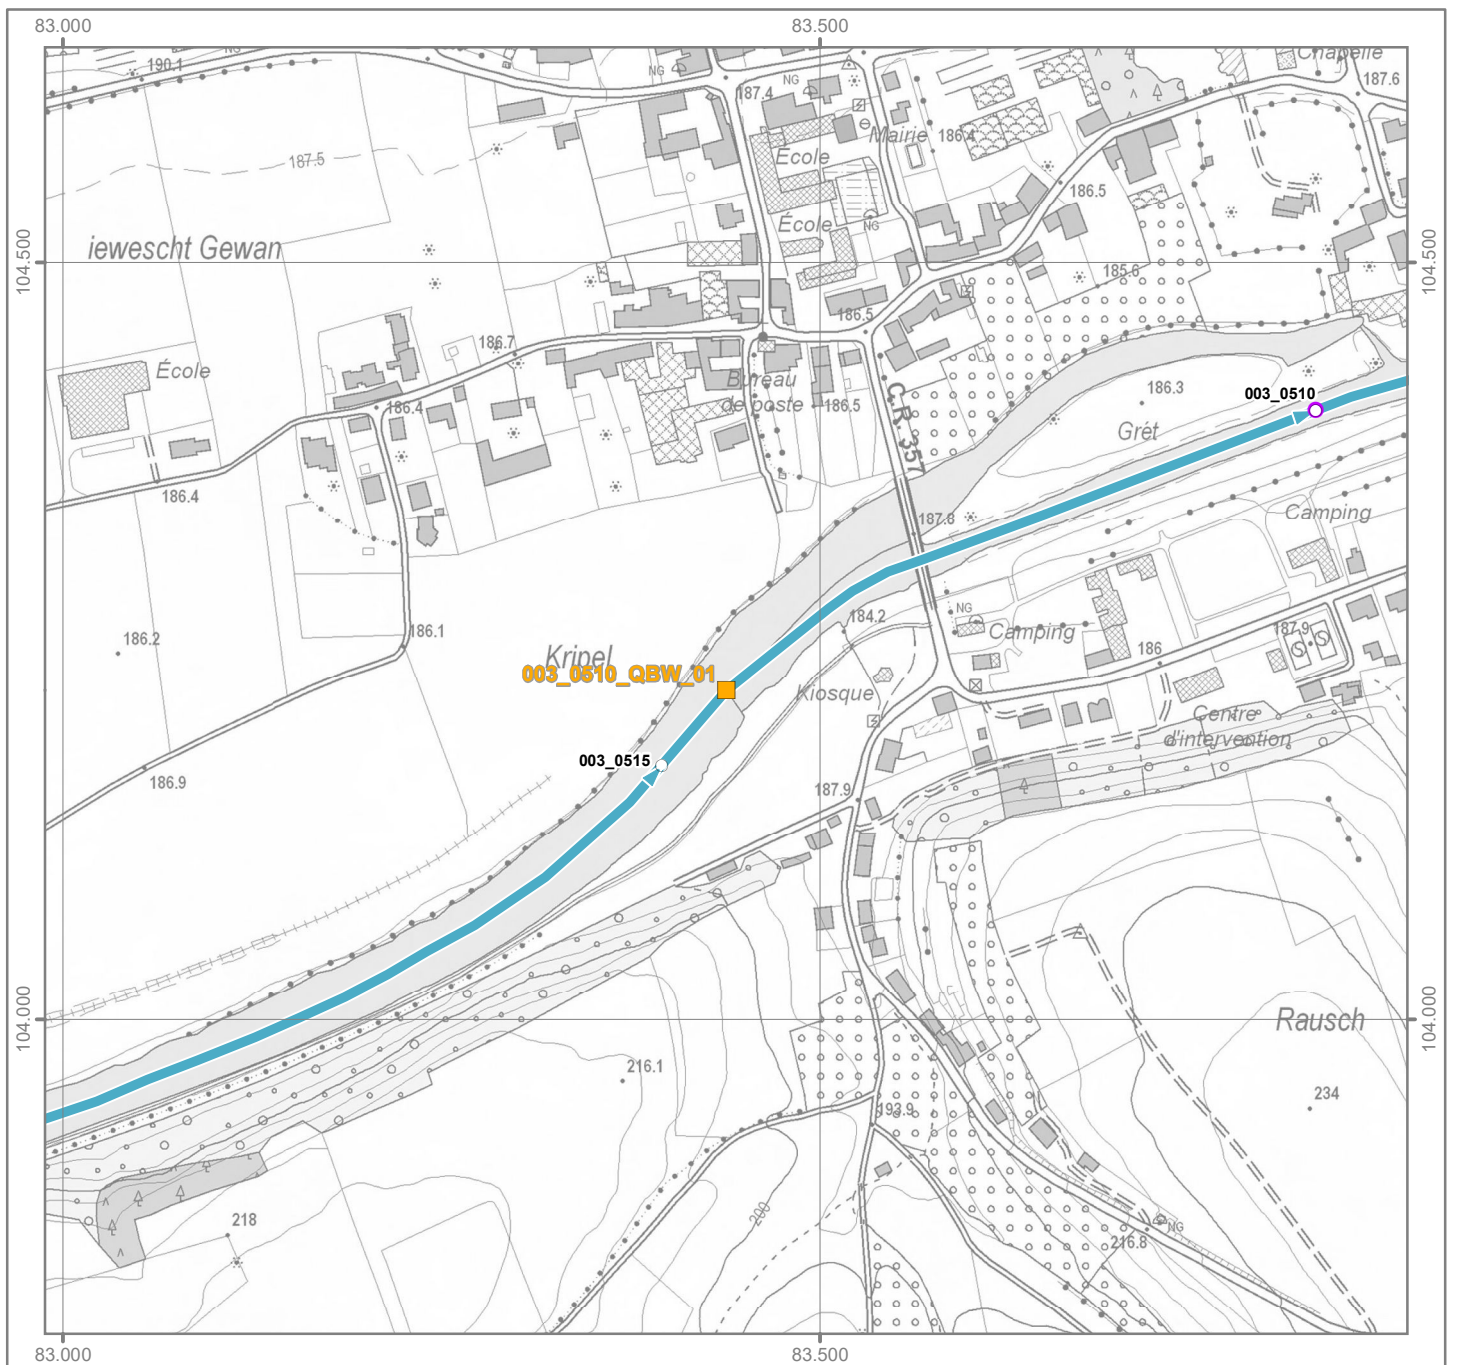 83.000
83.500
190.1
NG
NG
NG
187.4
Chapelle
187.6
Mairie
186.4
187.5
École
186.5
École
NG
iewescht Gewan
104.500
104.500
185.6
186.5
186.7
École
Bureau
de poste
186.5
186.4
C.R. 357
186.3
003_0510
Grét
186.4
187.8
Camping
186.2
186.1
184.2
NG
Camping
187.9
186
Kripel
003_0510_QBW_01
Kiosque
Centre
d'intervention
003_0515
186.9
187.9
104.000
104.000
Rausch
216.1
234
193.9
200
218
NG
216.8
83.000
83.500